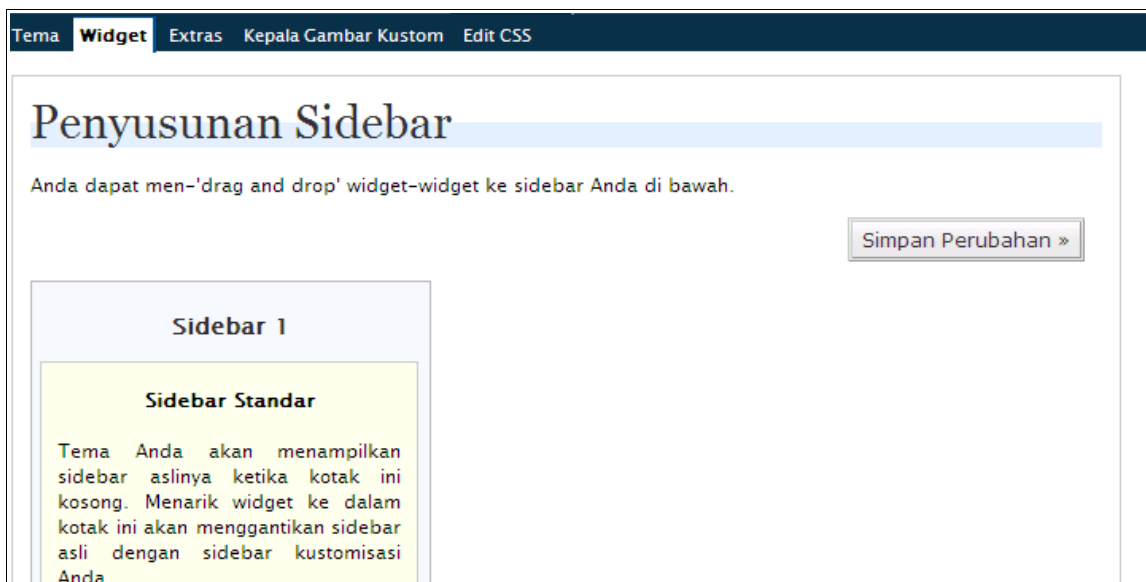 Tema Widget Extras Kepala Gambar Kustom Edit CSS
Penyusunan Sidebar
Anda dapat men-'drag and drop' widget-widget ke sidebar Anda di bawah.
Simpan Perubahan »
Sidebar 1
Sidebar Standar
Tema Anda akan menampilkan
sidebar aslinya ketika kotak ini
kosong. Menarik widget ke dalam
kotak ini akan menggantikan sidebar
asli dengan sidebar kustomisasi
Anda